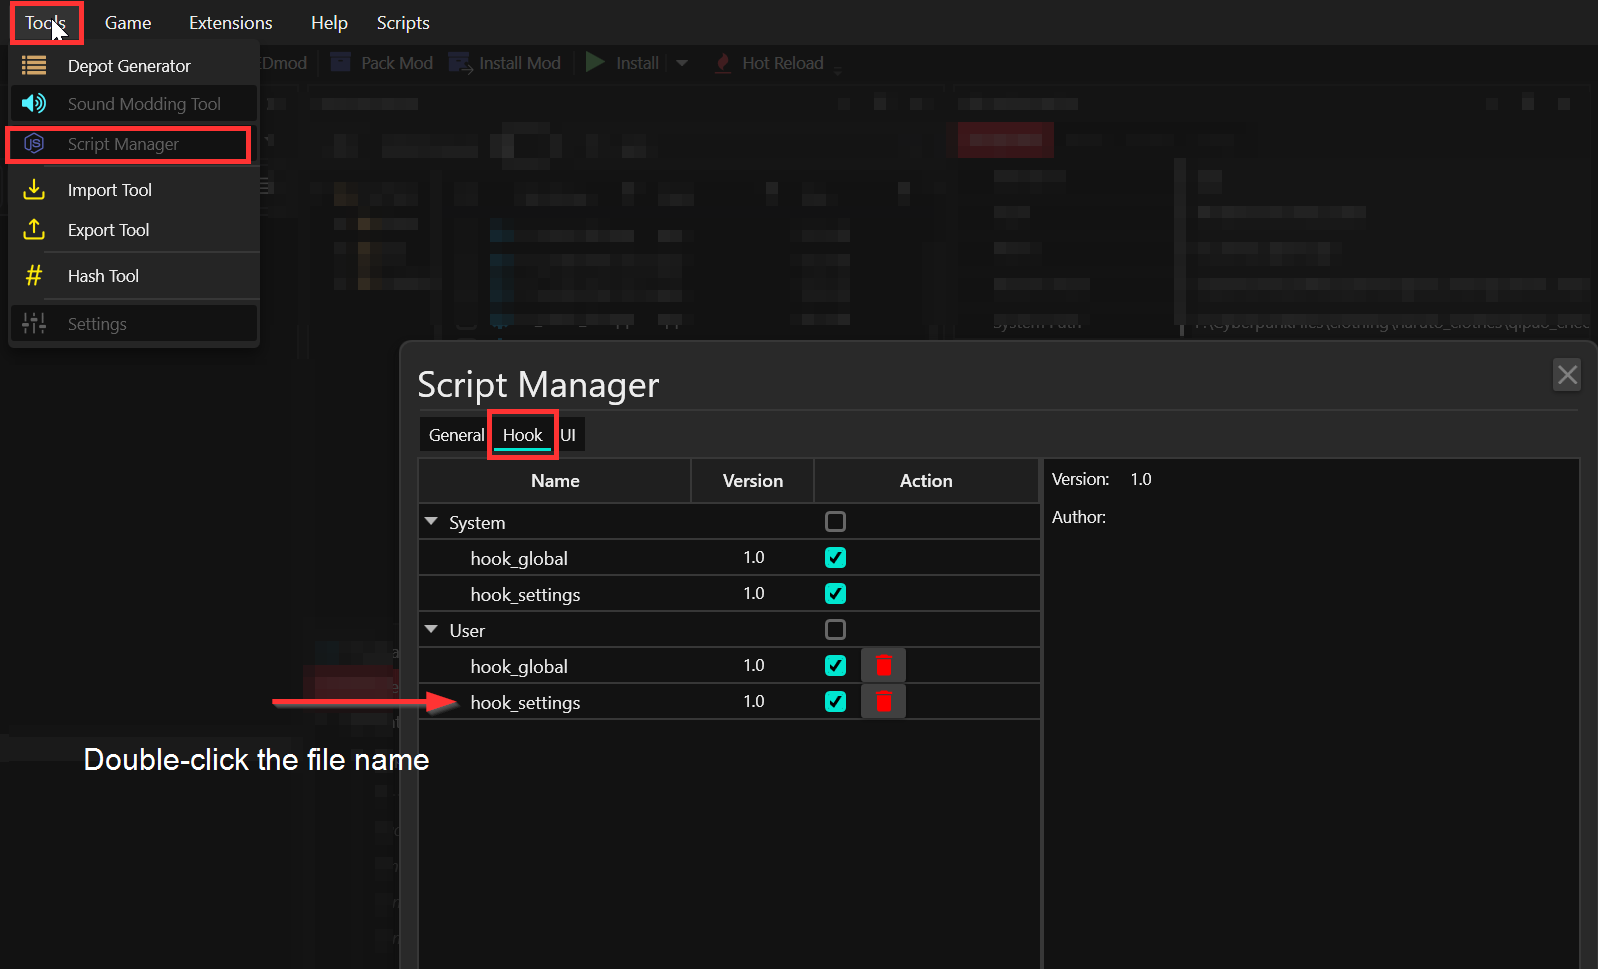 Tools Game Extensions Help Scripts
Depot Generator
Dmod Pack Mod Install Mod Install Hot Reload
Sound Modding Tool
Script Manager
Import Tool
Export Tool
Hash Tool
Settings
System Path
Script Manager
General Hook UI
Name Version Action
Version: 1.0
Author:
System
hook_global 1.0
hook_settings 1.0
User
hook_global 1.0
hook_settings 1.0
Double-click the file name